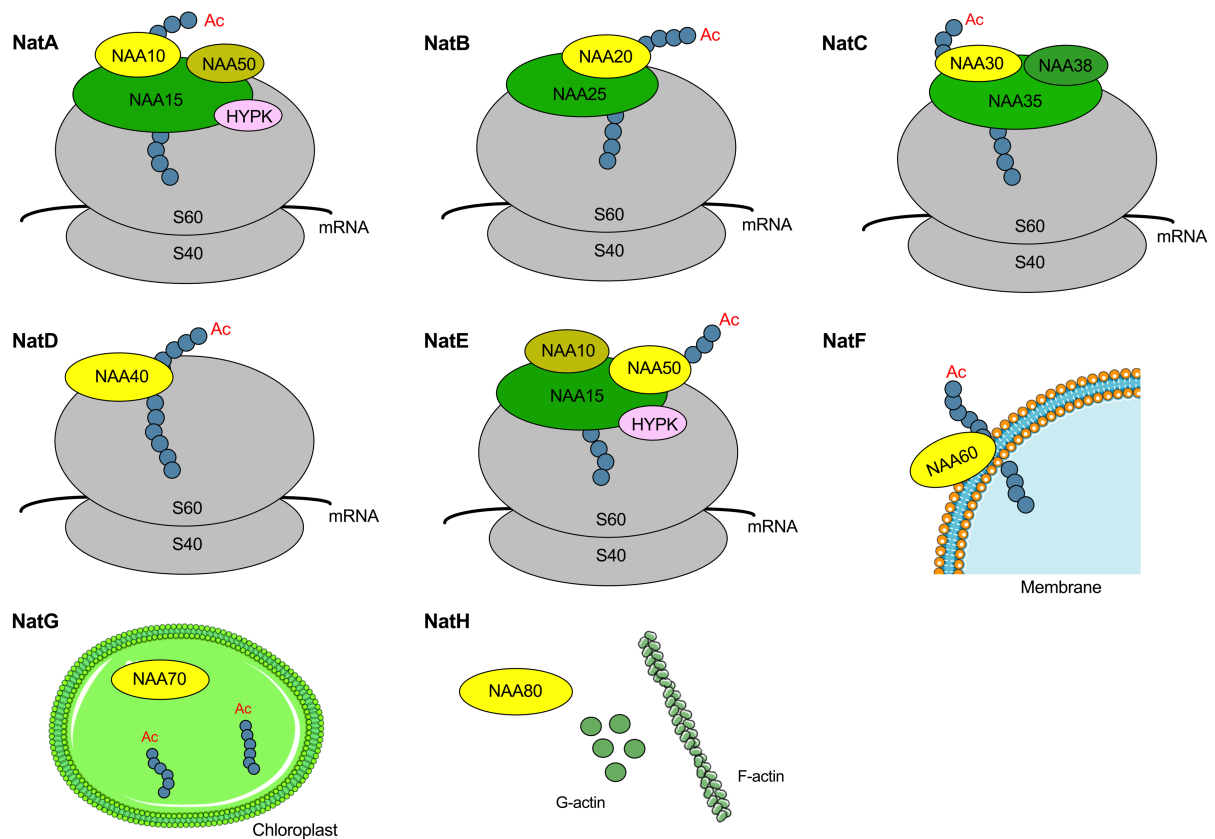 NatA
Ac
NAA10
NAA50
NAA15
HYPK
S60
mRNA
S40
NatB
Ac
NAA20
NAA25
S60
mRNA
S40
NatC
Ac
NAA30
NAA38
NAA35
S60
mRNA
S40
NatD
Ac
NAA40
S60
mRNA
S40
NatE
Ac
NAA10
NAA50
NAA15
HYPK
S60
mRNA
S40
NatF
Ac
NAA60
Membrane
NatG
NAA70
Ac
Ac
Chloroplast
NatH
NAA80
F-actin
G-actin